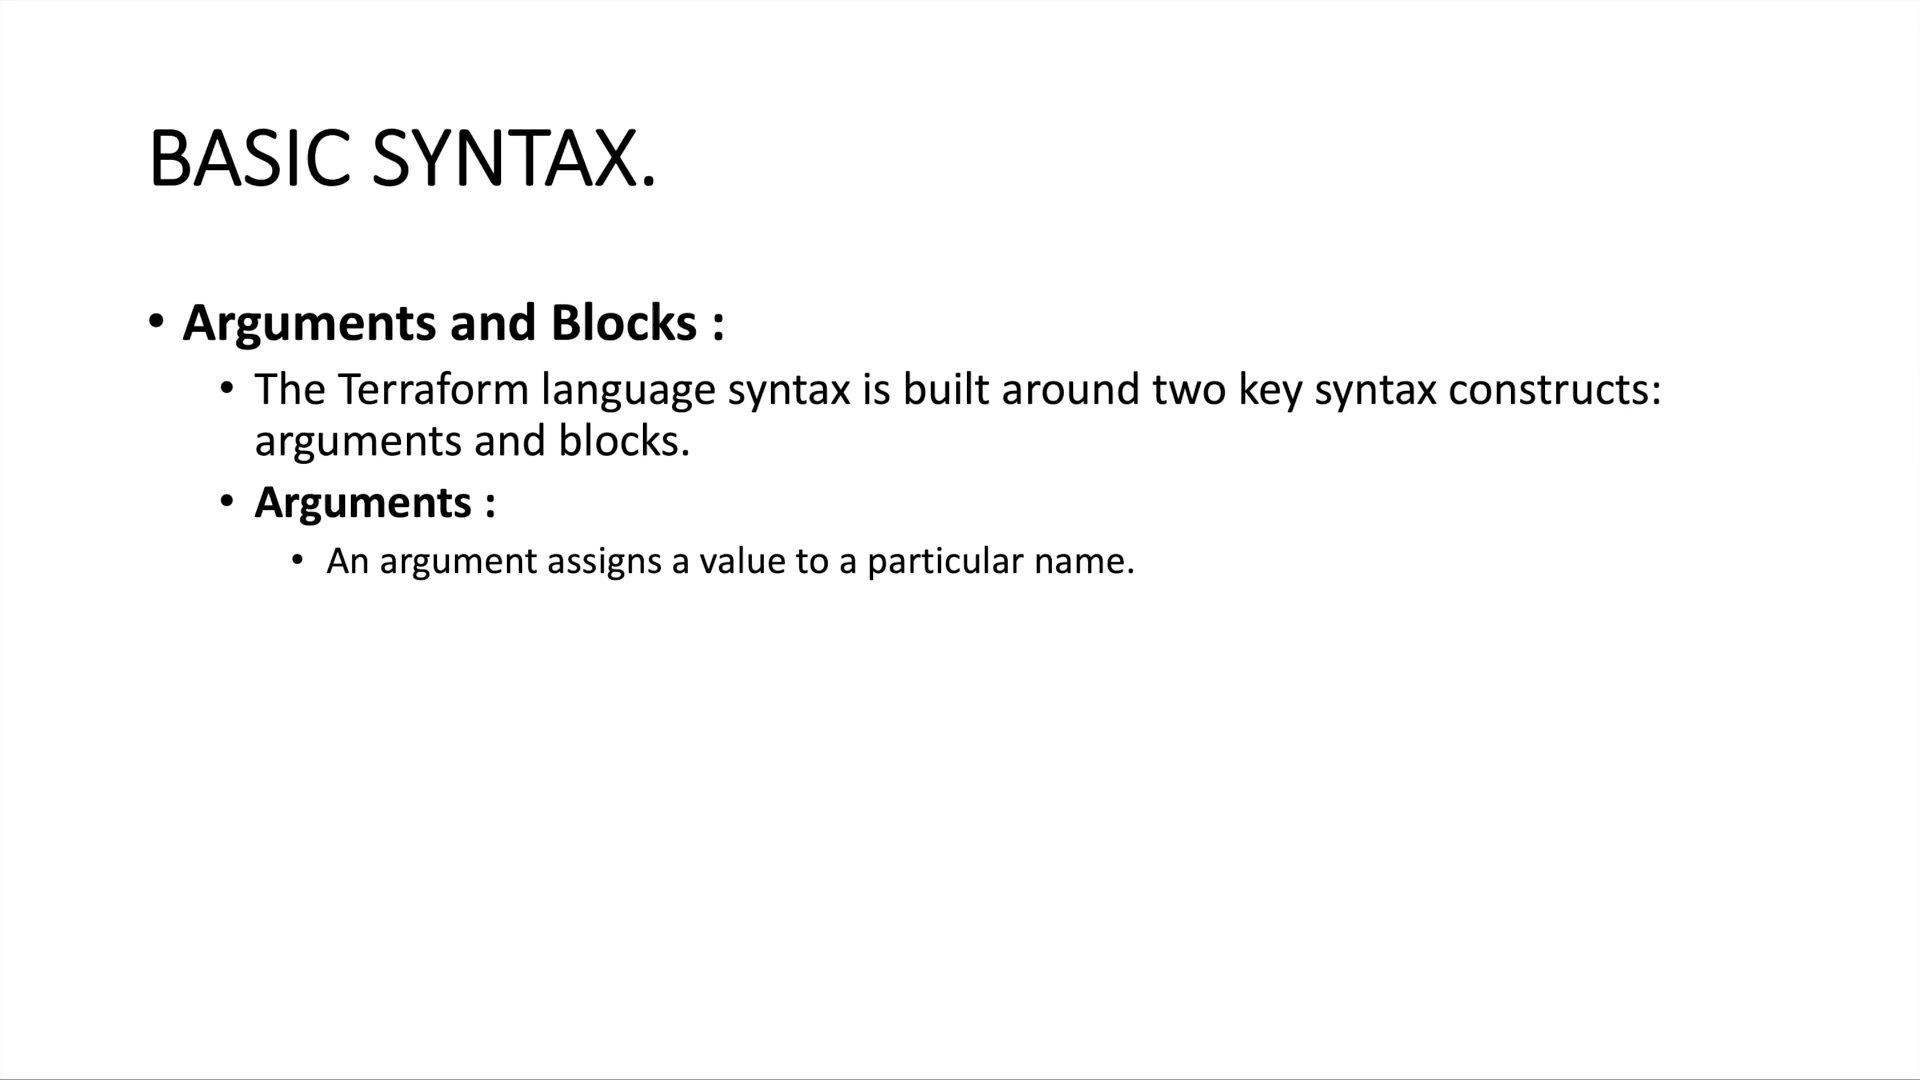 BASIC SYNTAX.
• Arguments and Blocks :
• The Terraform language syntax is built around two key syntax constructs:
arguments and blocks.
• Arguments :
• An argument assigns a value to a particular name.